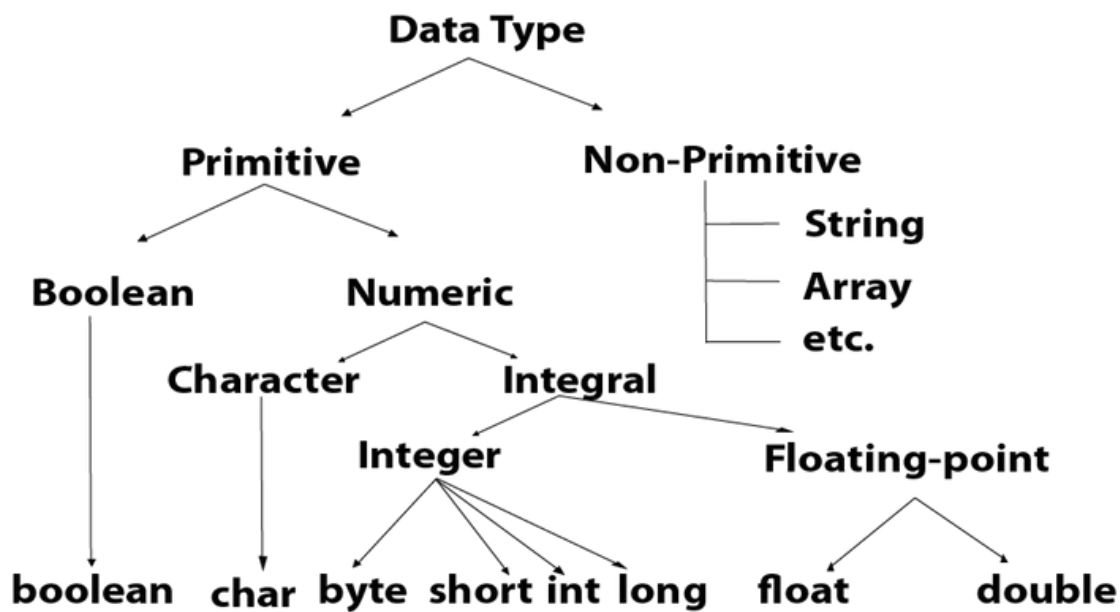 Data Type
Primitive
Non-Primitive
String
Boolean
Numeric
Array
etc.
Character
Integral
Integer
Floating-point
boolean
char
byte
short
int
long
float
double